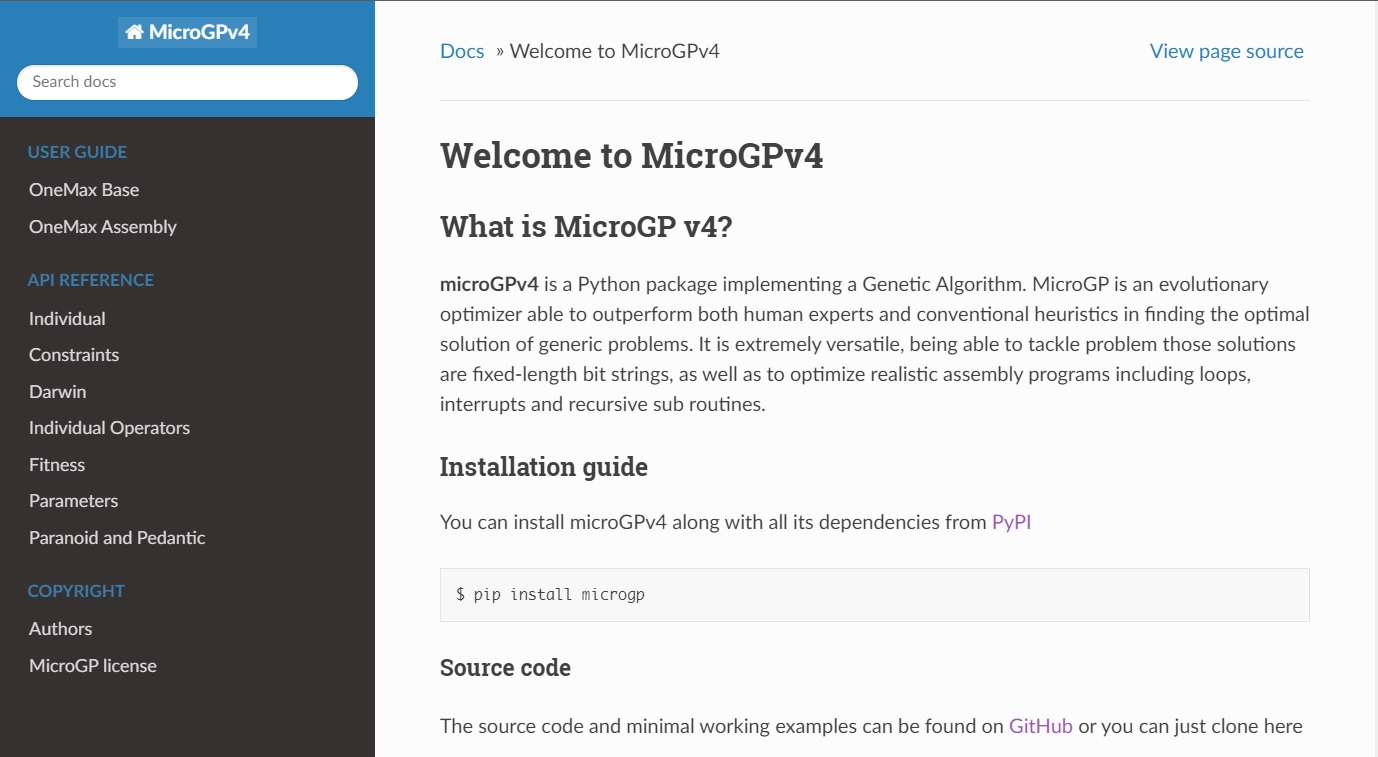 MicroGPv4
Search docs
USER GUIDE
OneMax Base
OneMax Assembly
API REFERENCE
Individual
Constraints
Darwin
Individual Operators
Fitness
Parameters
Paranoid and Pedantic
COPYRIGHT
Authors
MicroGP license
Docs » Welcome to MicroGPv4
View page source
Welcome to MicroGPv4
What is MicroGP v4?
microGPv4 is a Python package implementing a Genetic Algorithm. MicroGP is an evolutionary
optimizer able to outperform both human experts and conventional heuristics in finding the optimal
solution of generic problems. It is extremely versatile, being able to tackle problem those solutions
are fixed-length bit strings, as well as to optimize realistic assembly programs including loops,
interrupts and recursive sub routines.
Installation guide
You can install microGPv4 along with all its dependencies from PyPI
$ pip install microgp
Source code
The source code and minimal working examples can be found on GitHub or you can just clone here